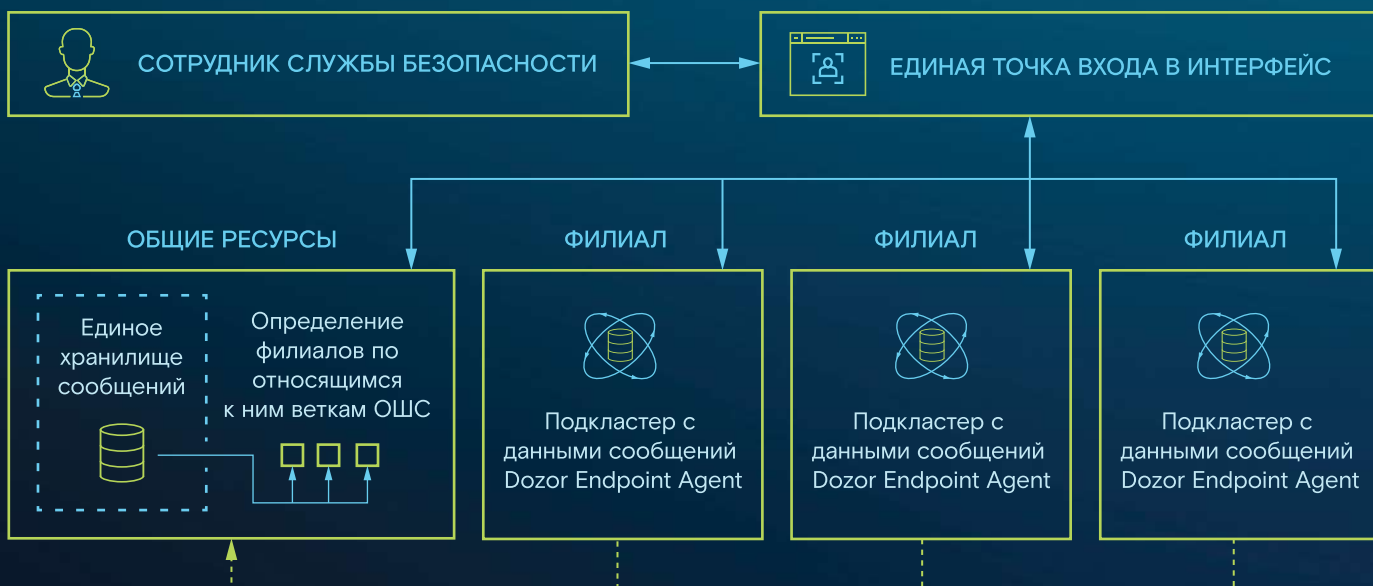 СОТРУДНИК СЛУЖБЫ БЕЗОПАСНОСТИ
ЕДИНАЯ ТОЧКА ВХОДА В ИНТЕРФЕЙС
ОБЩИЕ РЕСУРСЫ
Единое
хранилище
сообщений
Определение
филиалов по
относящимся
к ним веткам ОШС
ФИЛИАЛ
Подкластер с
данными сообщений
Dozor Endpoint Agent
ФИЛИАЛ
Подкластер с
данными сообщений
Dozor Endpoint Agent
ФИЛИАЛ
Подкластер с
данными сообщений
Dozor Endpoint Agent